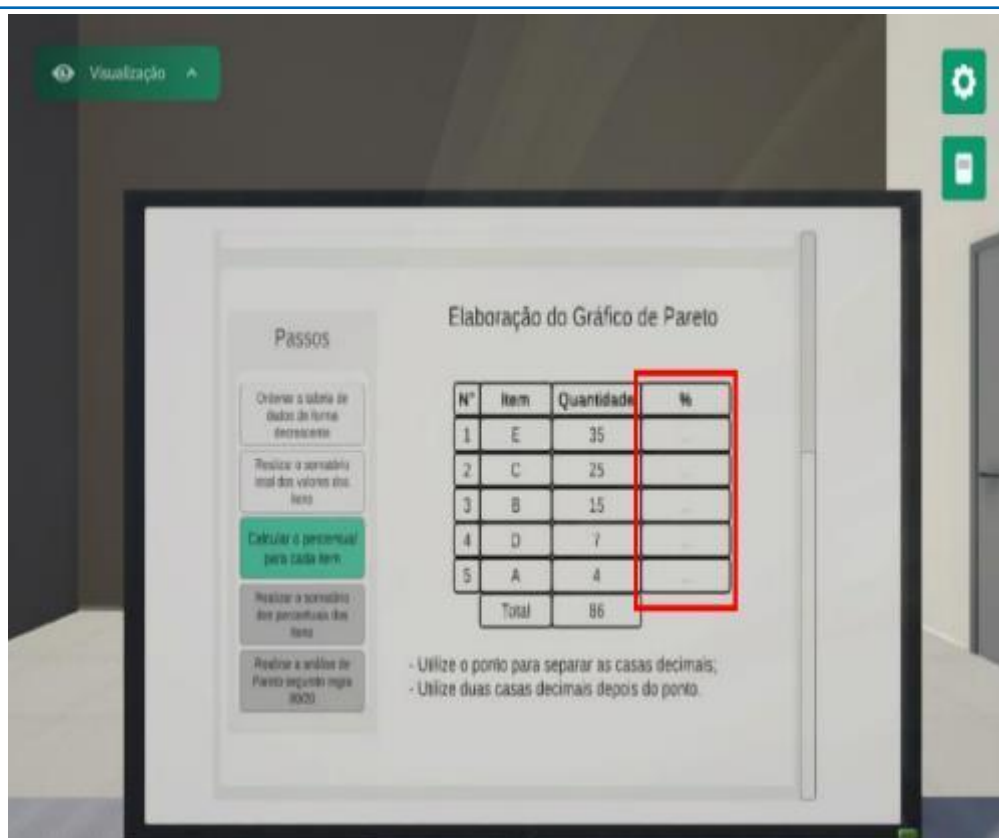 Visualização
Elaboração do Gráfico de Pareto
Passos
Ordenar a tabela de
dados de forma
decrescente
Realizar o somatório
total dos valores dos
itens
Calcular o percentual
para cada item
Realizar o somatório
dos percentuais dos
itens
Realizar a análise de
Pareto segundo regra
80/20
N° Item Quantidade %
1 E 35 ...
2 C 25 ...
3 B 15 ...
4 D 7 ...
5 A 4 ...
Total 86
- Utilize o ponto para separar as casas decimais;
- Utilize duas casas decimais depois do ponto.